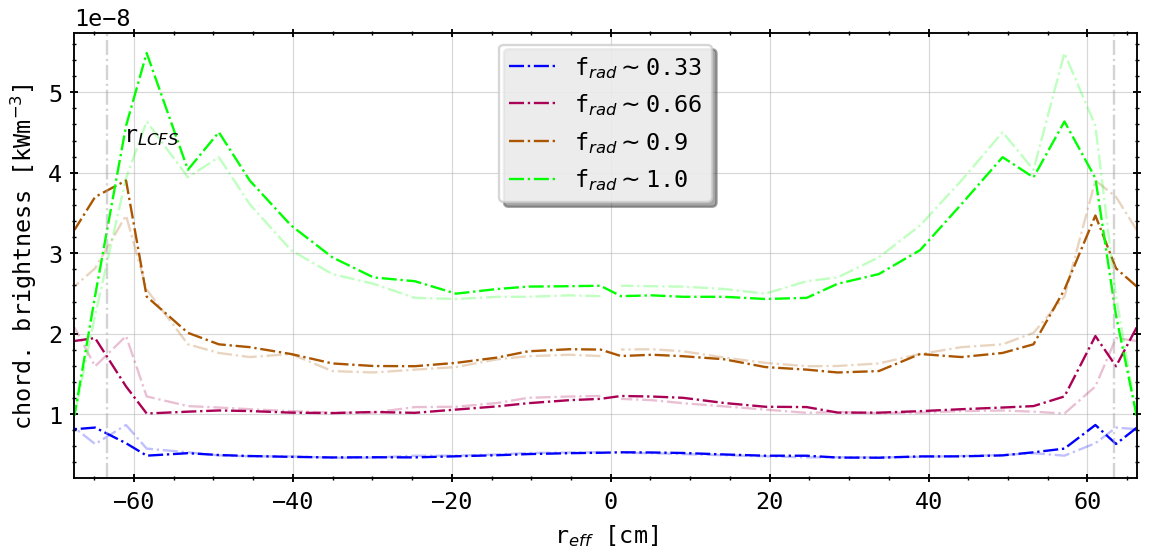 1e−8
chord. brightness [kWm⁻³]
5
4
3
2
1
r_LCFS
f_rad ∼ 0.33
f_rad ∼ 0.66
f_rad ∼ 0.9
f_rad ∼ 1.0
−60 −40 −20 0 20 40 60
r_eff [cm]